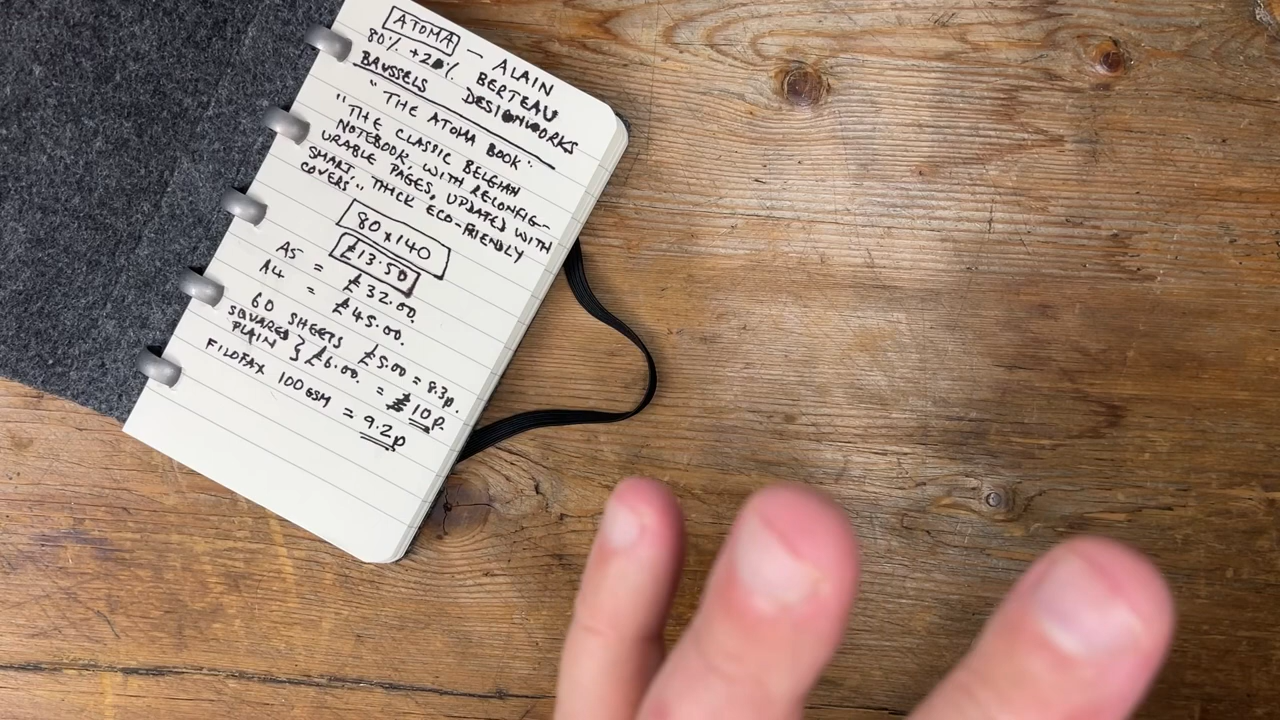 ATOMA — ALAIN
80% + 20% BERTEAU
BRUSSELS DESIGNWORKS
"THE ATOMA BOOK".
"THE CLASSIC BELGIAN
NOTEBOOK, WITH RECONFIG-
URABLE PAGES, UPDATED WITH
SMART, THICK ECO-FRIENDLY
COVERS."
80x140
£13.50
A5 = £32.00.
A4 = £45.00.
60 SHEETS £5.00 = 8.3p.
SQUARED } £6.00. = £10p.
PLAIN
FILOFAX 100GSM = 9.2p